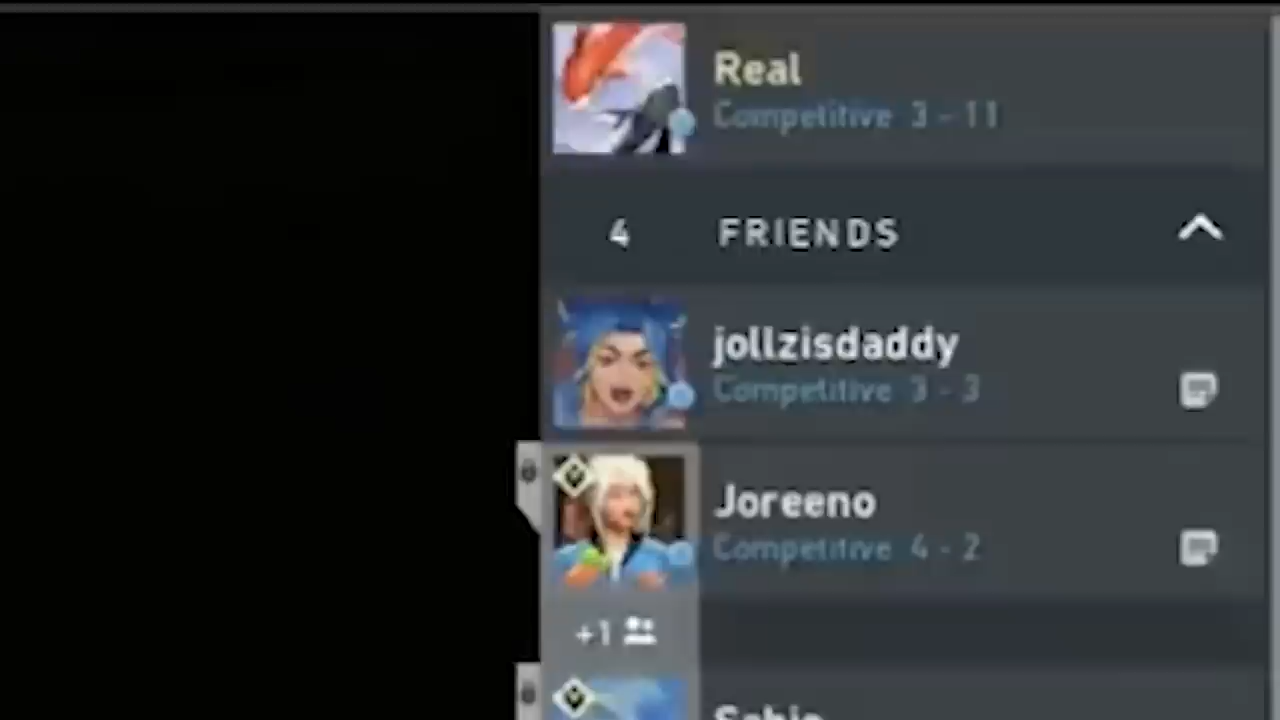 Real
Competitive 3 - 11
4 FRIENDS
jollzisdaddy
Competitive 3 - 3
Joreeno
Competitive 4 - 2
+1